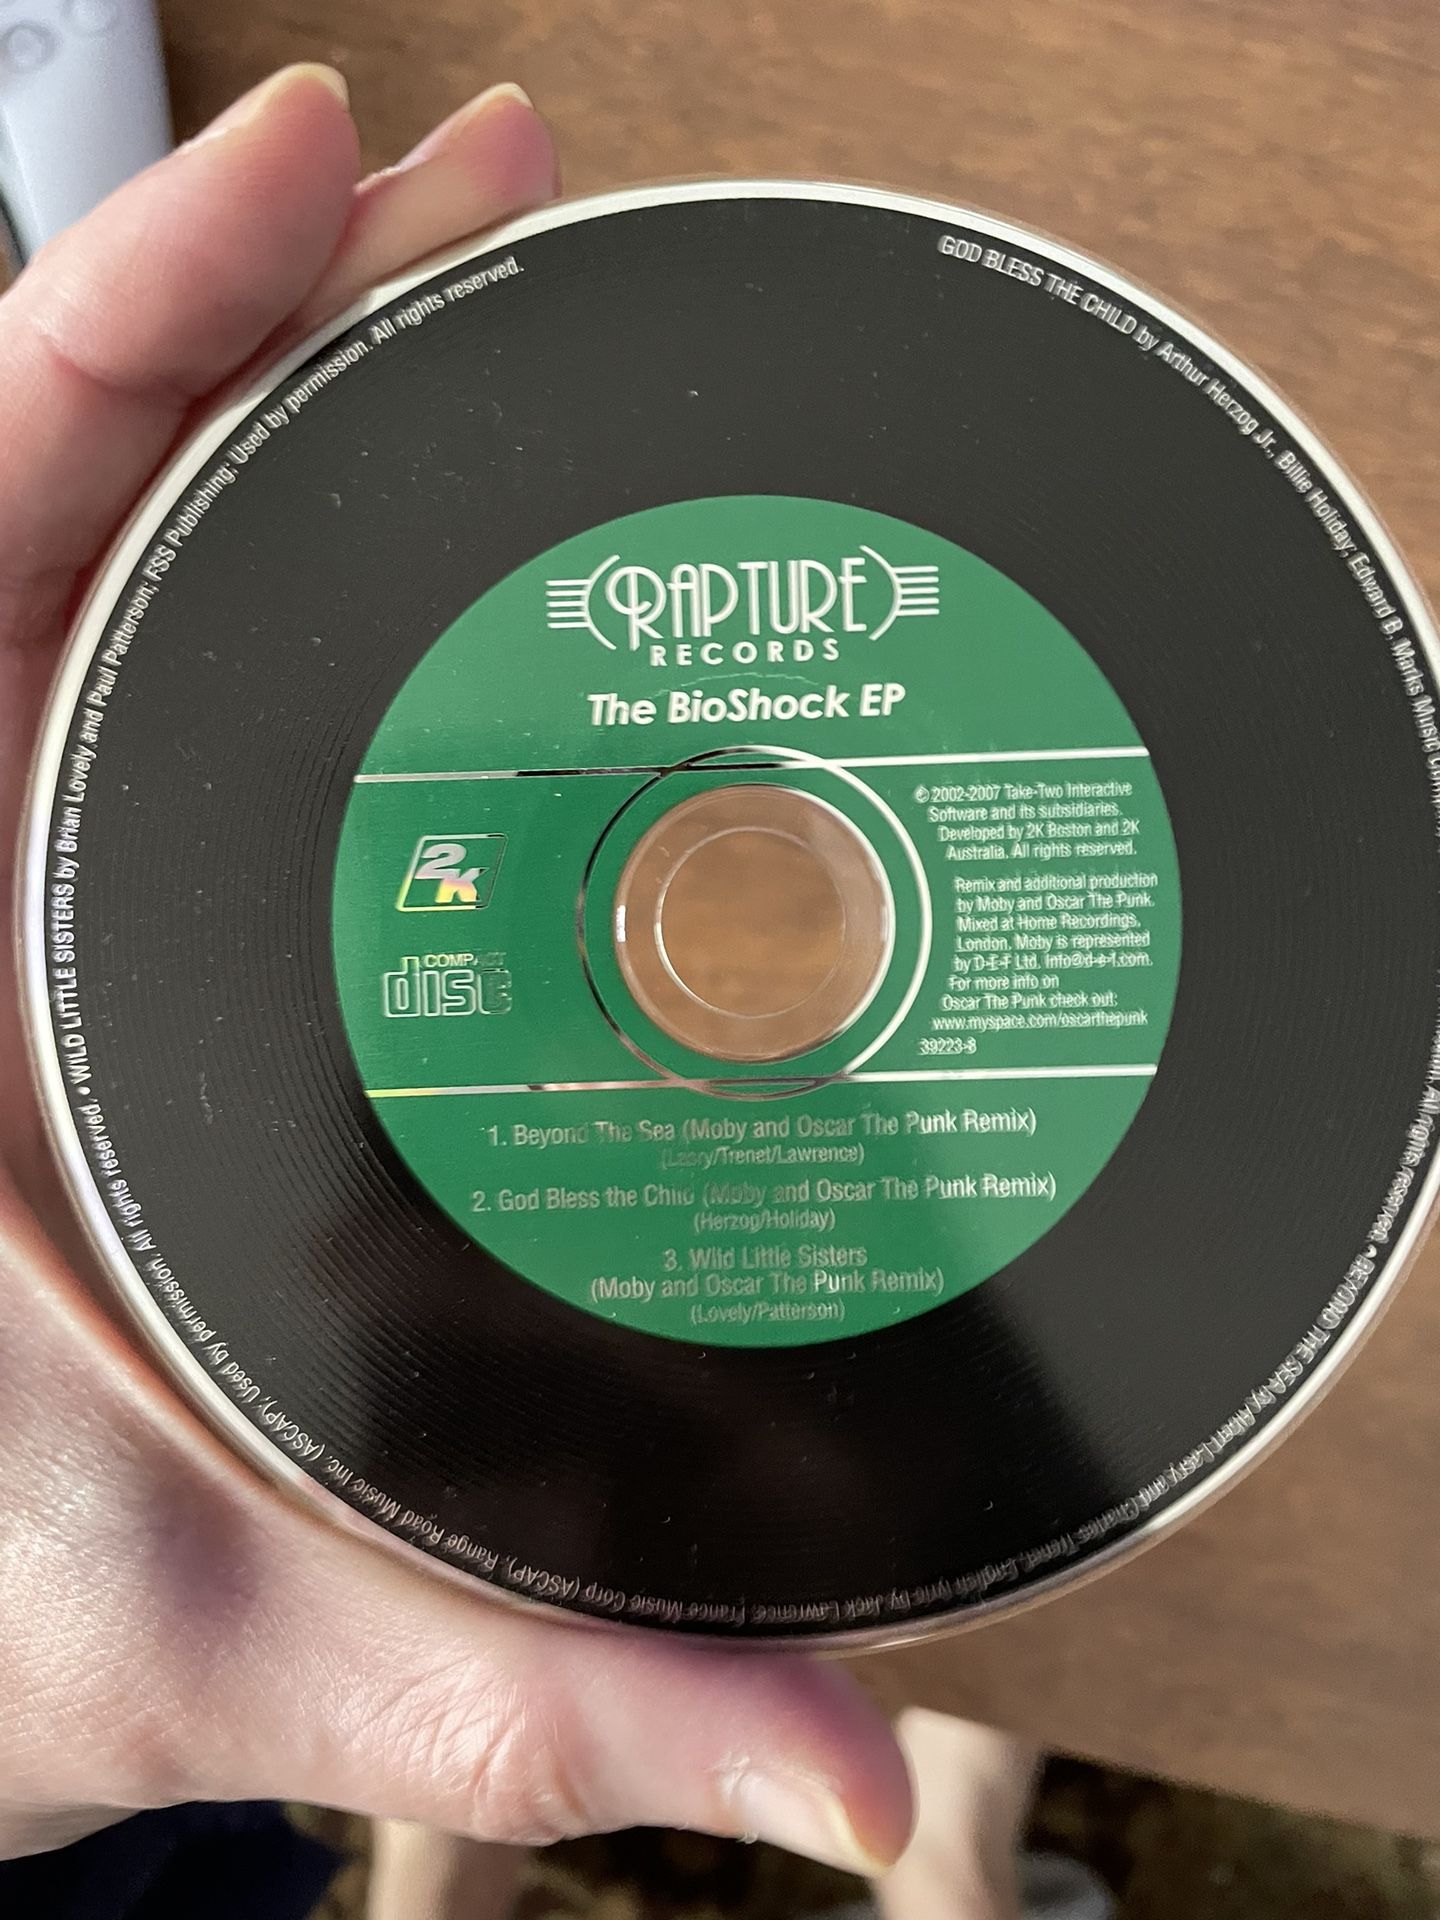 RAPTURE
RECORDS
The BioShock EP
2K
COMPACT
disc
© 2002-2007 Take-Two Interactive
Software and its subsidiaries.
Developed by 2K Boston and 2K
Australia. All rights reserved.
Remix and additional production
by Moby and Oscar The Punk.
Mixed at Home Recordings,
London. Moby is represented
by D-E-F Ltd. Info@d-e-f.com.
For more info on
Oscar The Punk check out:
www.myspace.com/oscarthepunk
39223-8
1. Beyond The Sea (Moby and Oscar The Punk Remix)
(Lasry/Trenet/Lawrence)
2. God Bless the Child (Moby and Oscar The Punk Remix)
(Herzog/Holiday)
3. Wild Little Sisters
(Moby and Oscar The Punk Remix)
(Lovely/Patterson)
GOD BLESS THE CHILD by Arthur Herzog Jr., Billie Holiday; Edward B. Marks Music All rights reserved. • BEYOND THE SEA by Albert Lasry and Charles Trenet, English lyric by Jack Lawrence; France Music Corp (ASCAP), Range Road Music Inc. (ASCAP); Used by permission. All rights reserved. • WILD LITTLE SISTERS by Brian Lovely and Paul Patterson; FSS Publishing; Used by permission. All rights reserved.